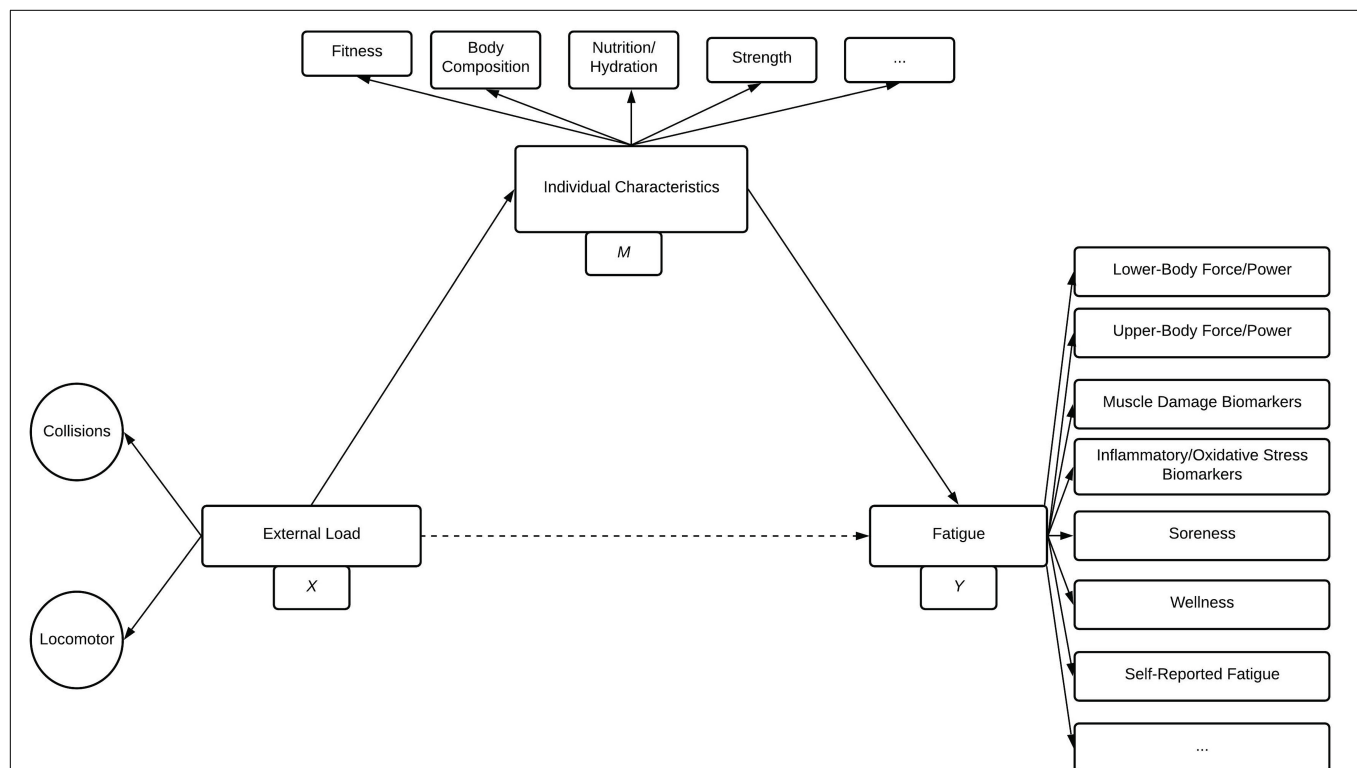 Fitness
Body
Composition
Nutrition/
Hydration
Strength
...
Individual Characteristics
M
Collisions
Locomotor
External Load
X
Fatigue
Y
Lower-Body Force/Power
Upper-Body Force/Power
Muscle Damage Biomarkers
Inflammatory/Oxidative Stress
Biomarkers
Soreness
Wellness
Self-Reported Fatigue
...